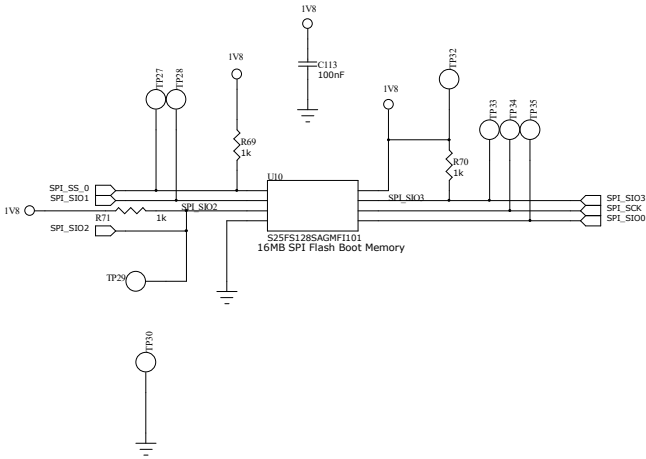 1V8
1V8
C113
100nF
TP27
TP28
TP32
1V8
TP33
TP34
TP35
R69
1k
R70
1k
U10
SPI_SS_0
SPI_SIO1
SPI_SIO3
SPI_SIO3
1V8
SPI_SIO2
SPI_SCK
R71
1k
SPI_SIO0
SPI_SIO2
S25FS128SAGMFI101
16MB SPI Flash Boot Memory
TP29
TP30